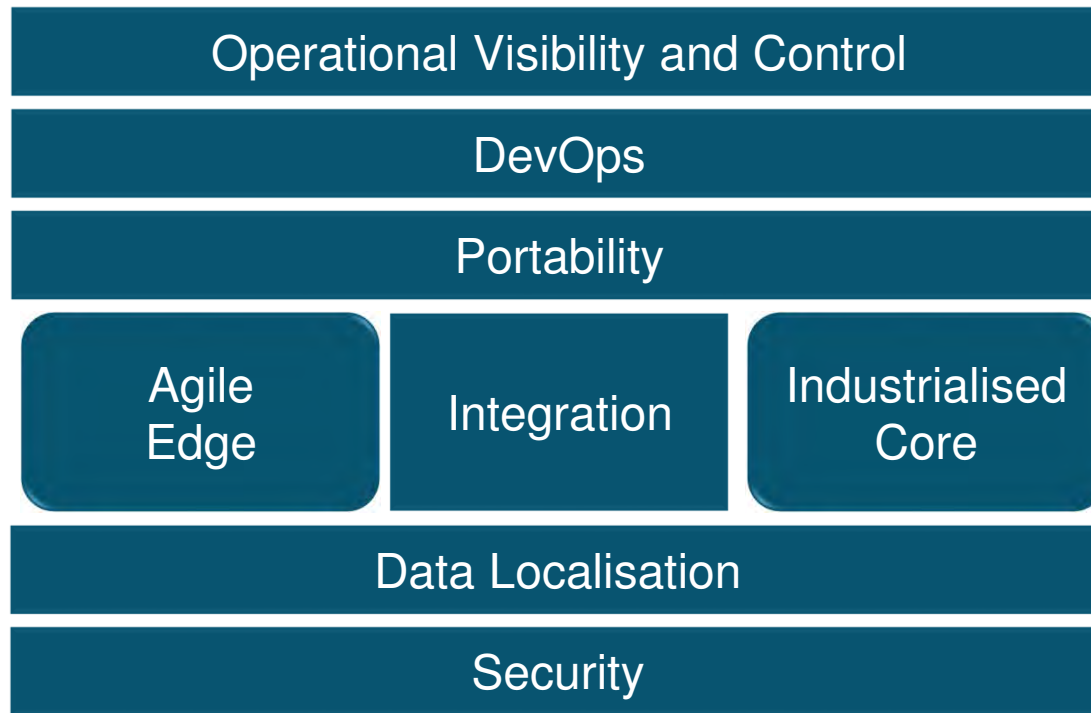 Operational Visibility and Control
DevOps
Portability
Agile
Edge
Integration
Industrialised
Core
Data Localisation
Security